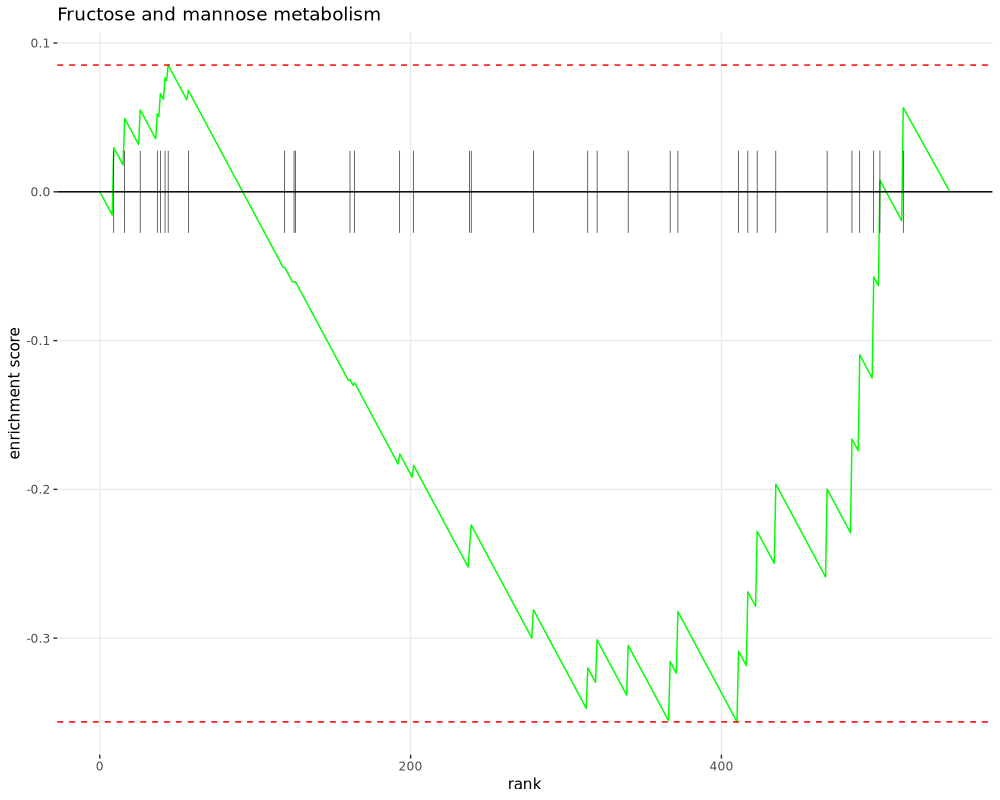 Fructose and mannose metabolism
0.1
0.0
-0.1
-0.2
-0.3
enrichment score
0
200
400
rank